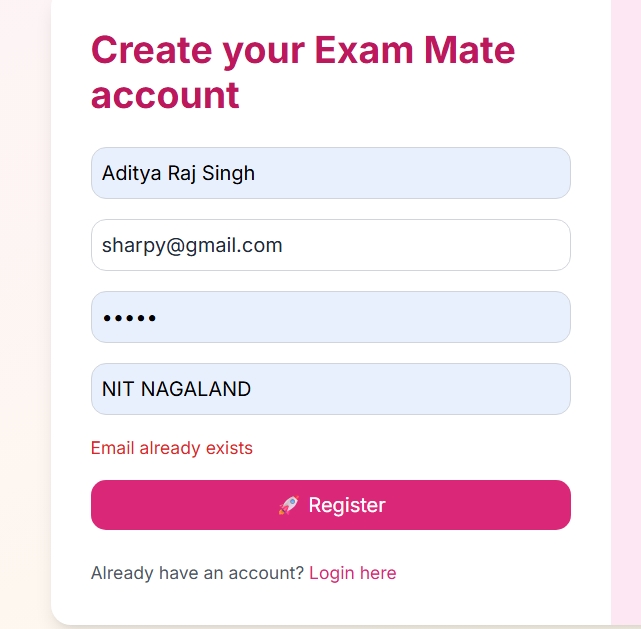 Create your Exam Mate
account
Aditya Raj Singh
sharpy@gmail.com
•••••
NIT NAGALAND
Email already exists
🚀 Register
Already have an account? Login here